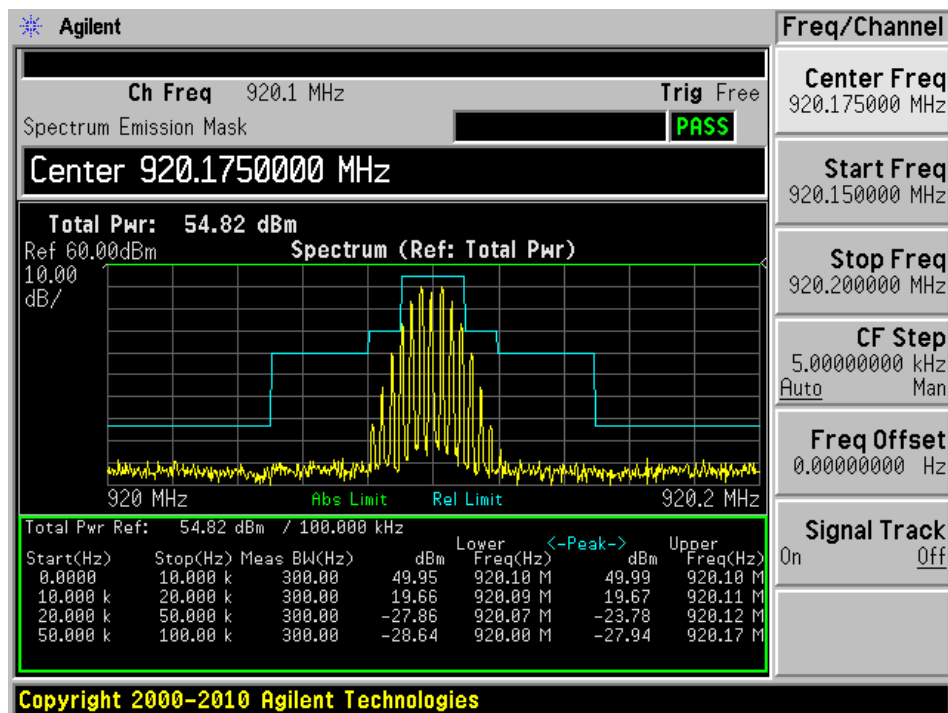 Agilent
Freq/Channel
Ch Freq 920.1 MHz Trig Free
Spectrum Emission Mask PASS
Center 920.1750000 MHz
Total Pwr: 54.82 dBm
Ref 60.00dBm Spectrum (Ref: Total Pwr)
10.00
dB/
920 MHz Abs Limit Rel Limit 920.2 MHz
Total Pwr Ref: 54.82 dBm / 100.000 kHz
Lower <-Peak-> Upper
Start(Hz) Stop(Hz) Meas BW(Hz) dBm Freq(Hz) dBm Freq(Hz)
0.0000 10.000 k 300.00 49.95 920.10 M 49.99 920.10 M
10.000 k 20.000 k 300.00 19.66 920.09 M 19.67 920.11 M
20.000 k 50.000 k 300.00 -27.86 920.07 M -23.78 920.12 M
50.000 k 100.00 k 300.00 -28.64 920.00 M -27.94 920.17 M
Center Freq
920.175000 MHz
Start Freq
920.150000 MHz
Stop Freq
920.200000 MHz
CF Step
5.00000000 kHz
Auto Man
Freq Offset
0.00000000 Hz
Signal Track
On Off
Copyright 2000-2010 Agilent Technologies